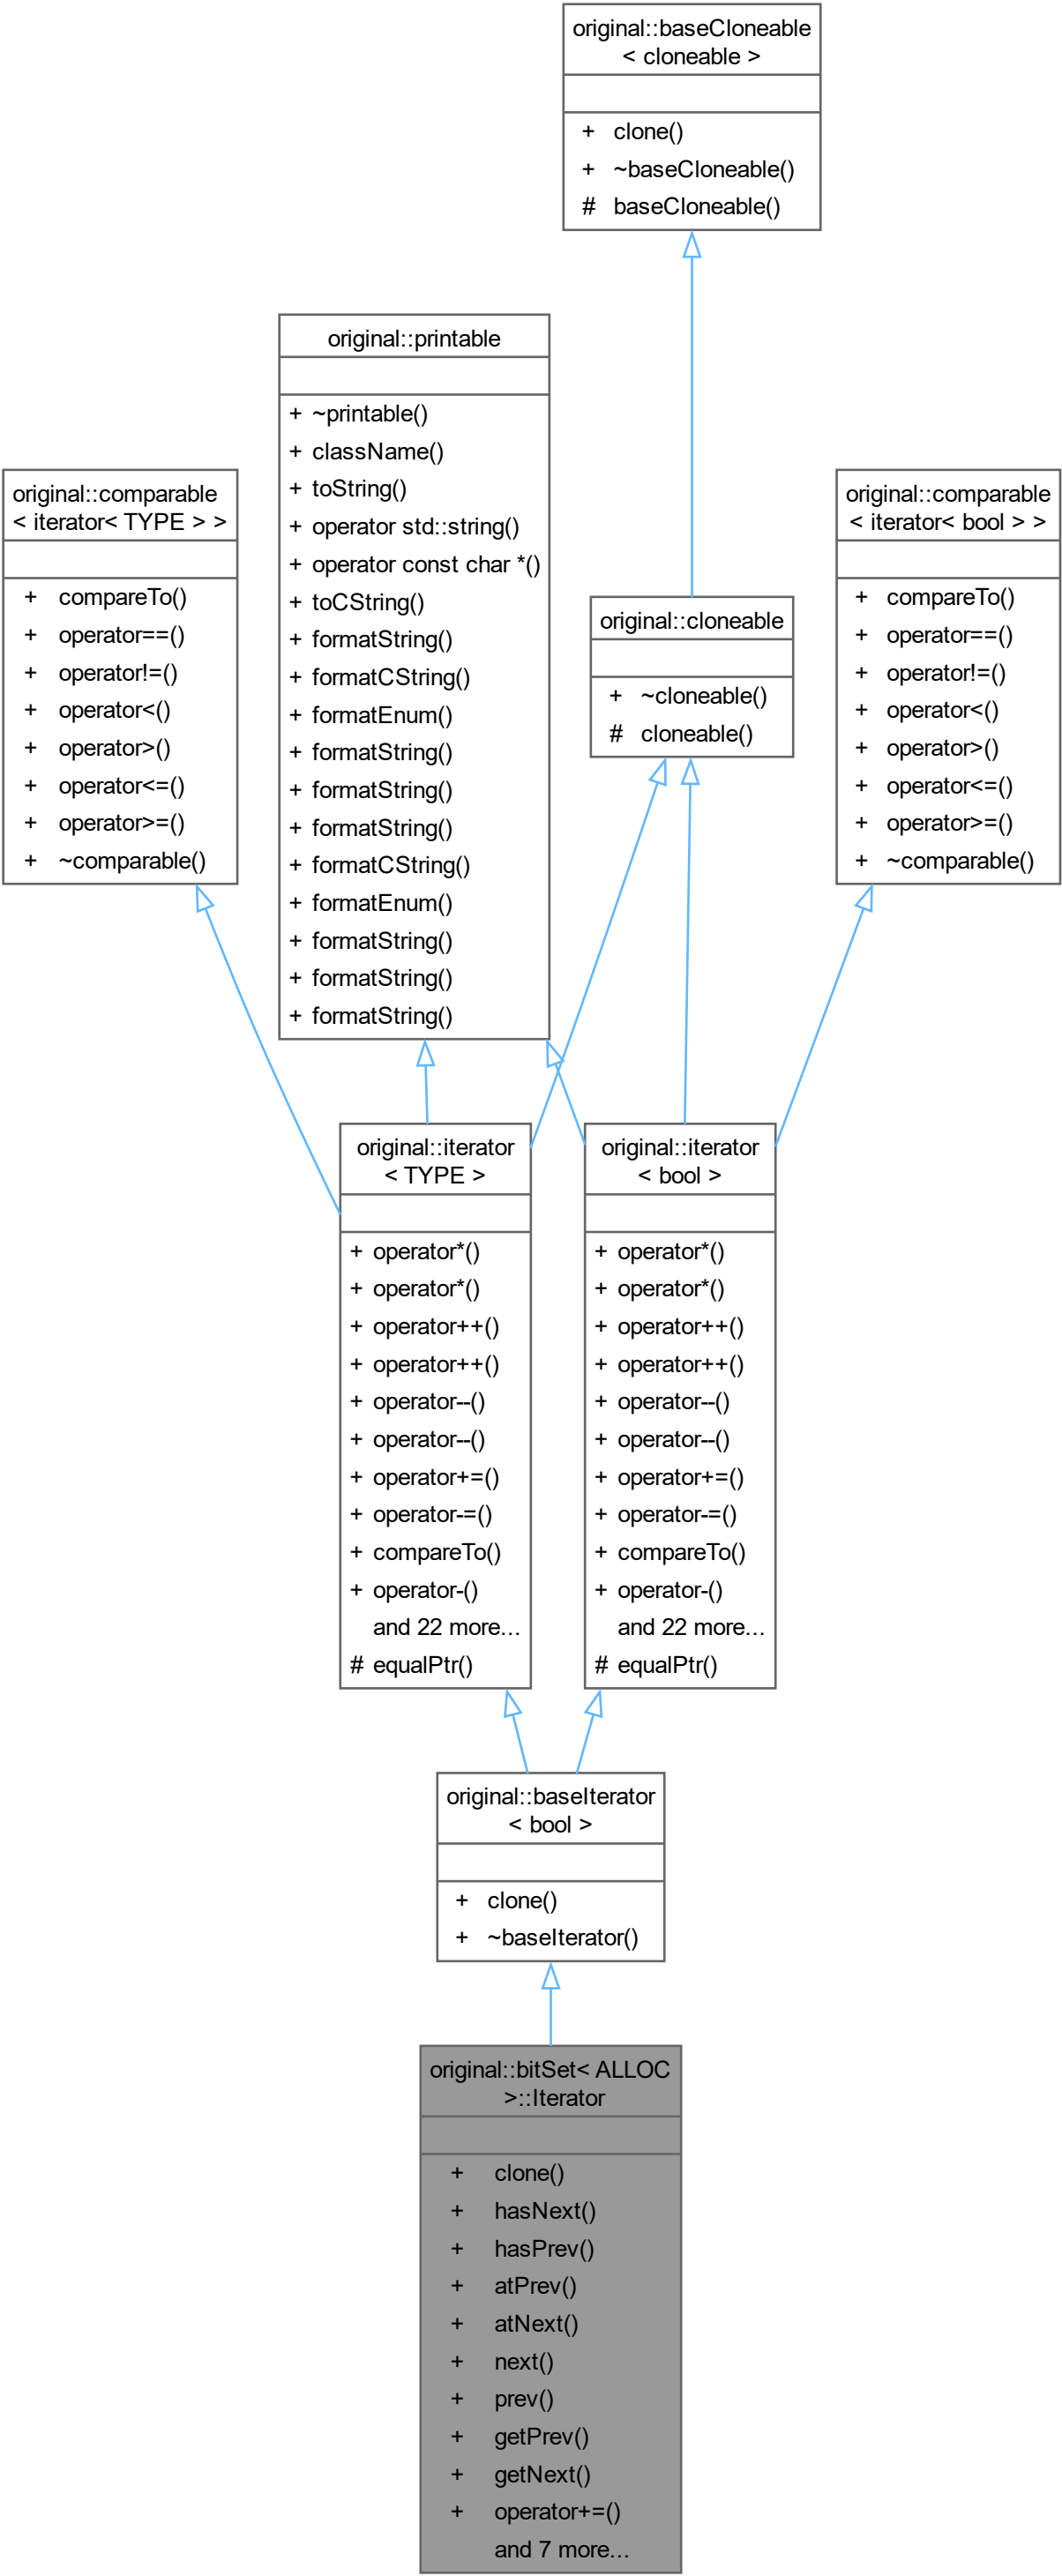 original::baseCloneable
< cloneable >
+ clone()
+ ~baseCloneable()
# baseCloneable()
original::printable
+ ~printable()
+ className()
+ toString()
+ operator std::string()
+ operator const char *()
+ toCString()
+ formatString()
+ formatCString()
+ formatEnum()
+ formatString()
+ formatString()
+ formatString()
+ formatCString()
+ formatEnum()
+ formatString()
+ formatString()
+ formatString()
original::comparable
< iterator< TYPE > >
+ compareTo()
+ operator==()
+ operator!=()
+ operator<()
+ operator>()
+ operator<=()
+ operator>=()
+ ~comparable()
original::cloneable
+ ~cloneable()
# cloneable()
original::comparable
< iterator< bool > >
+ compareTo()
+ operator==()
+ operator!=()
+ operator<()
+ operator>()
+ operator<=()
+ operator>=()
+ ~comparable()
original::iterator
< TYPE >
+ operator*()
+ operator*()
+ operator++()
+ operator++()
+ operator--()
+ operator--()
+ operator+=()
+ operator-=()
+ compareTo()
+ operator-()
and 22 more...
# equalPtr()
original::iterator
< bool >
+ operator*()
+ operator*()
+ operator++()
+ operator++()
+ operator--()
+ operator--()
+ operator+=()
+ operator-=()
+ compareTo()
+ operator-()
and 22 more...
# equalPtr()
original::baseIterator
< bool >
+ clone()
+ ~baseIterator()
original::bitSet< ALLOC
>::Iterator
+ clone()
+ hasNext()
+ hasPrev()
+ atPrev()
+ atNext()
+ next()
+ prev()
+ getPrev()
+ getNext()
+ operator+=()
and 7 more...